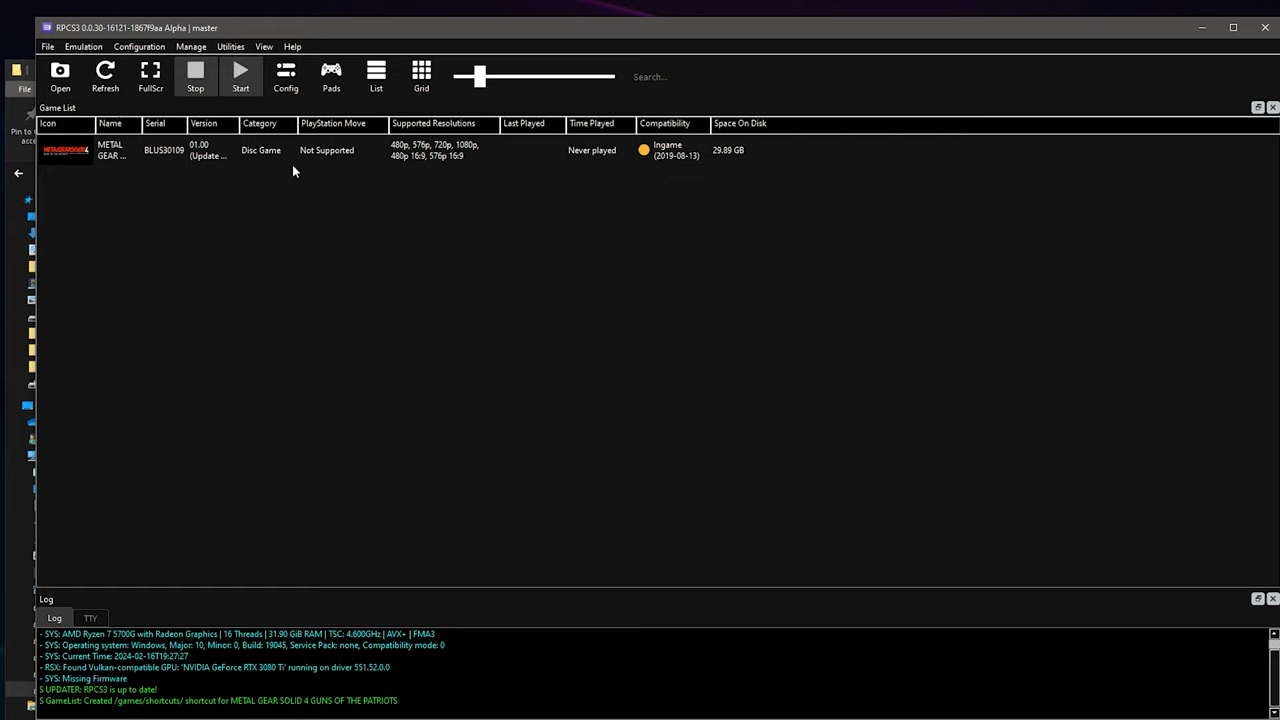 RPCS3 0.0.30-16121-1867f9aa Alpha | master
File Emulation Configuration Manage Utilities View Help
Open Refresh FullScr Stop Start Config Pads List Grid Search...
File
Pin to
acce
Game List
Icon Name Serial Version Category PlayStation Move Supported Resolutions Last Played Time Played Compatibility Space On Disk
METAL GEAR ... BLUS30109 01.00 (Update ... Disc Game Not Supported 480p, 576p, 720p, 1080p, 480p 16:9, 576p 16:9 Never played Ingame (2019-08-13) 29.89 GB
Log
Log TTY
- SYS: AMD Ryzen 7 5700G with Radeon Graphics | 16 Threads | 31.90 GiB RAM | TSC: 4.600GHz | AVX+ | FMA3
- SYS: Operating system: Windows, Major: 10, Minor: 0, Build: 19045, Service Pack: none, Compatibility mode: 0
- SYS: Current Time: 2024-02-16T19:27:27
- RSX: Found Vulkan-compatible GPU: 'NVIDIA GeForce RTX 3080 Ti' running on driver 551.52.0.0
- SYS: Missing Firmware
S UPDATER: RPCS3 is up to date!
S GameList: Created /games/shortcuts/ shortcut for METAL GEAR SOLID 4 GUNS OF THE PATRIOTS